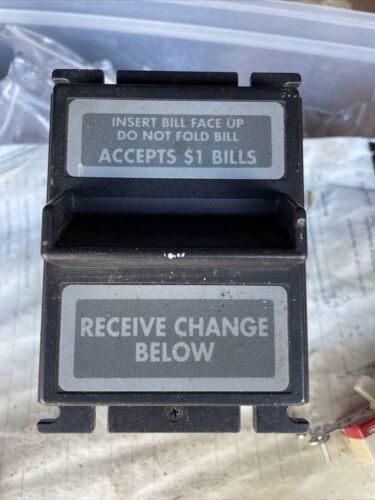 INSERT BILL FACE UP
DO NOT FOLD BILL
ACCEPTS $1 BILLS
RECEIVE CHANGE
BELOW